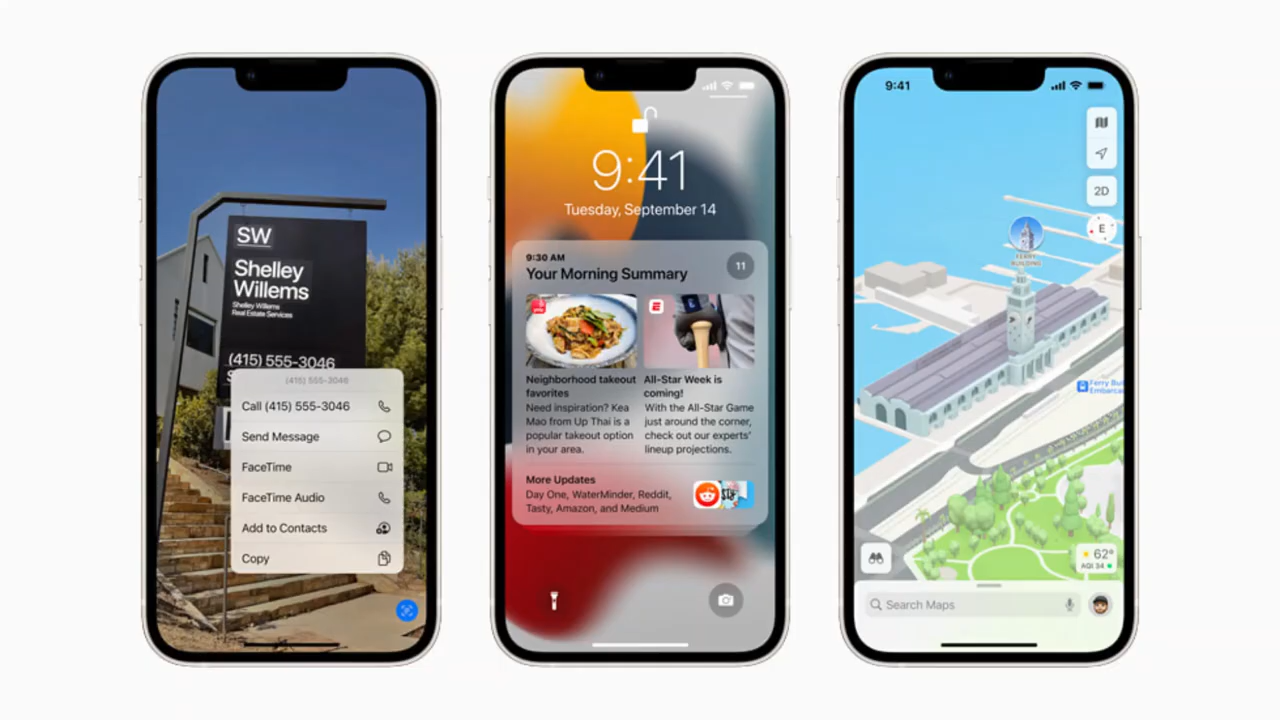 SW
Shelley
Willems
Shelley Willems
Real Estate Services
(415) 555-3046
(415) 555-3046
Call (415) 555-3046
Send Message
FaceTime
FaceTime Audio
Add to Contacts
Copy
9:41
Tuesday, September 14
9:30 AM
Your Morning Summary
11
Neighborhood takeout
favorites
Need inspiration? Kea
Mao from Up Thai is a
popular takeout option
in your area.
All-Star Week is
coming!
With the All-Star Game
just around the corner,
check out our experts’
lineup projections.
More Updates
Day One, WaterMinder, Reddit,
Tasty, Amazon, and Medium
9:41
2D
E
FERRY
BUILDING
Ferry Bui
Embarca
62°
AQI 34
Search Maps